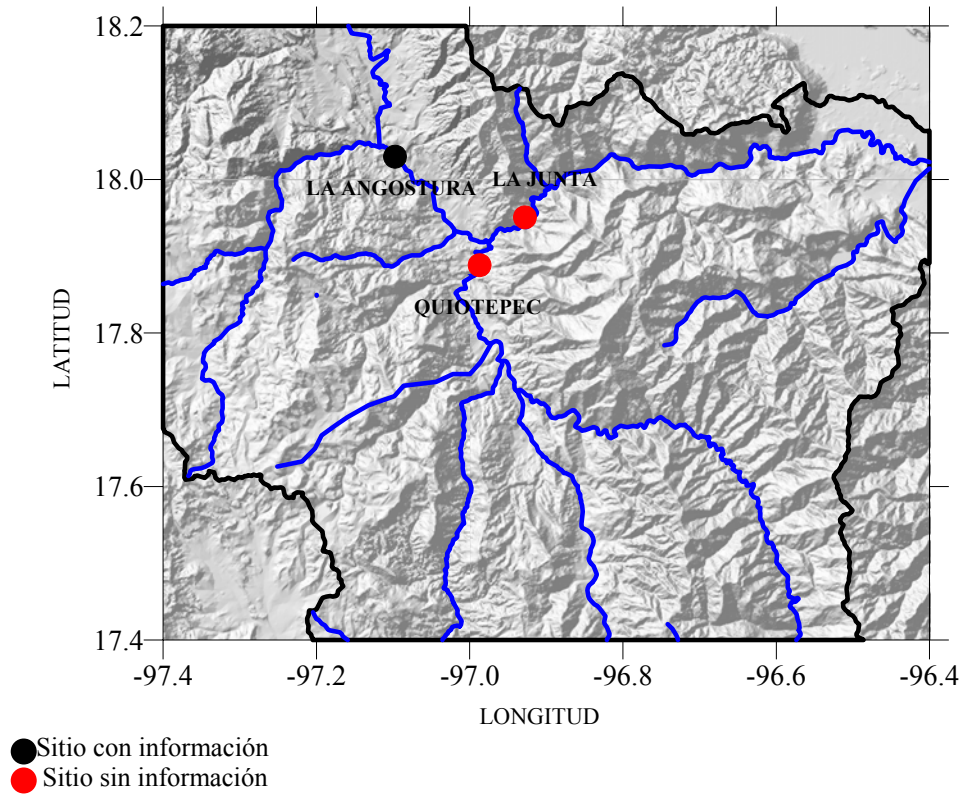 18.2
18.0
LA ANGOSTURA
LA JUNTA
QUIOTEPEC
17.8
LATITUD
17.6
17.4
-97.4
-97.2
-97.0
-96.8
-96.6
-96.4
LONGITUD
Sitio con información
Sitio sin información